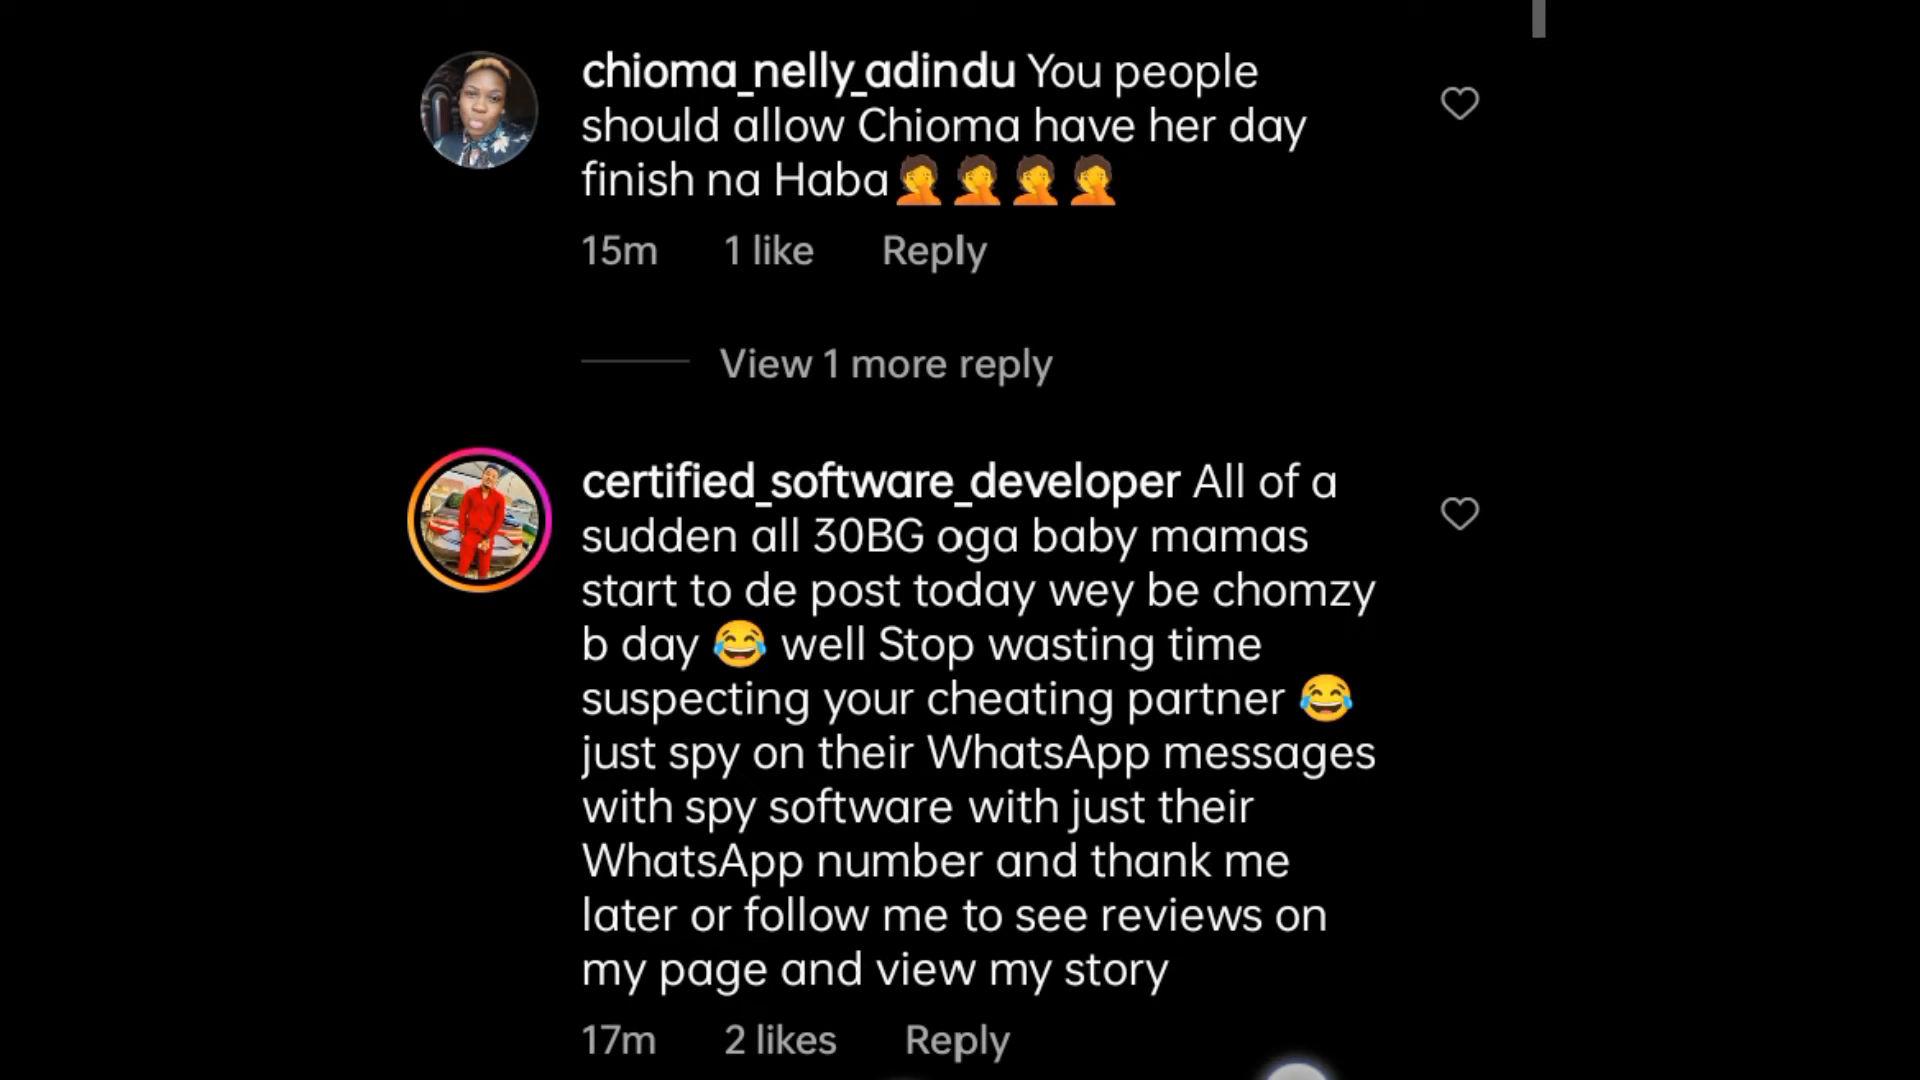 chioma_nelly_adindu You people
should allow Chioma have her day
finish na Haba🤦🤦🤦🤦
15m 1 like Reply
View 1 more reply
certified_software_developer All of a
sudden all 30BG oga baby mamas
start to de post today wey be chomzy
b day 😂 well Stop wasting time
suspecting your cheating partner 😂
just spy on their WhatsApp messages
with spy software with just their
WhatsApp number and thank me
later or follow me to see reviews on
my page and view my story
17m 2 likes Reply